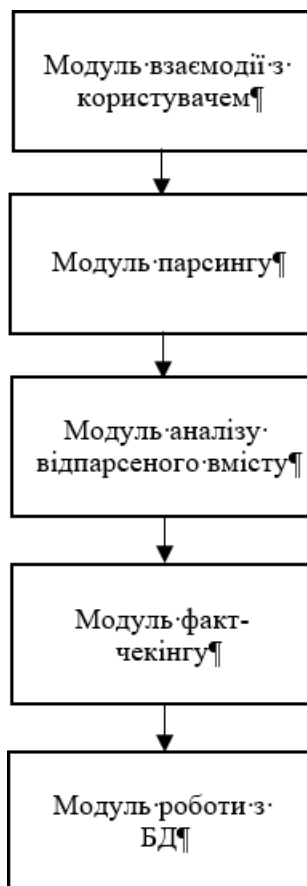 Модуль·взаємодії·з·
користувачем¶
Модуль·парсингу¶
Модуль·аналізу·
відпарсеного·вмісту¶
Модуль·факт-
чекінгу¶
Модуль·роботи·з·
БД¶